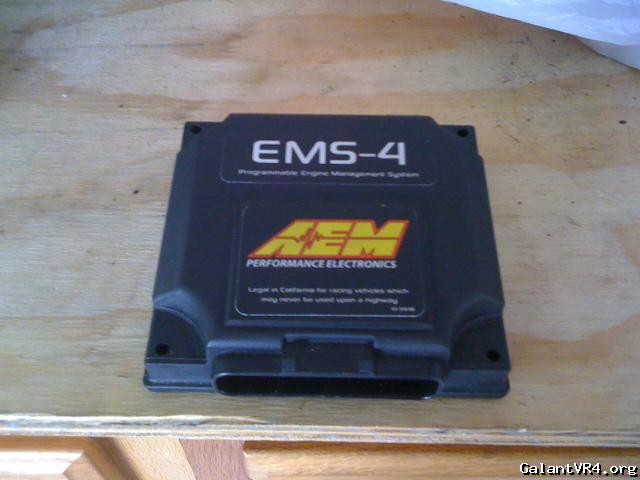 EMS-4
Programmable Engine Management System
AEM
PERFORMANCE ELECTRONICS
Legal in California for racing vehicles which
may never be used upon a highway
GalantVR4.org